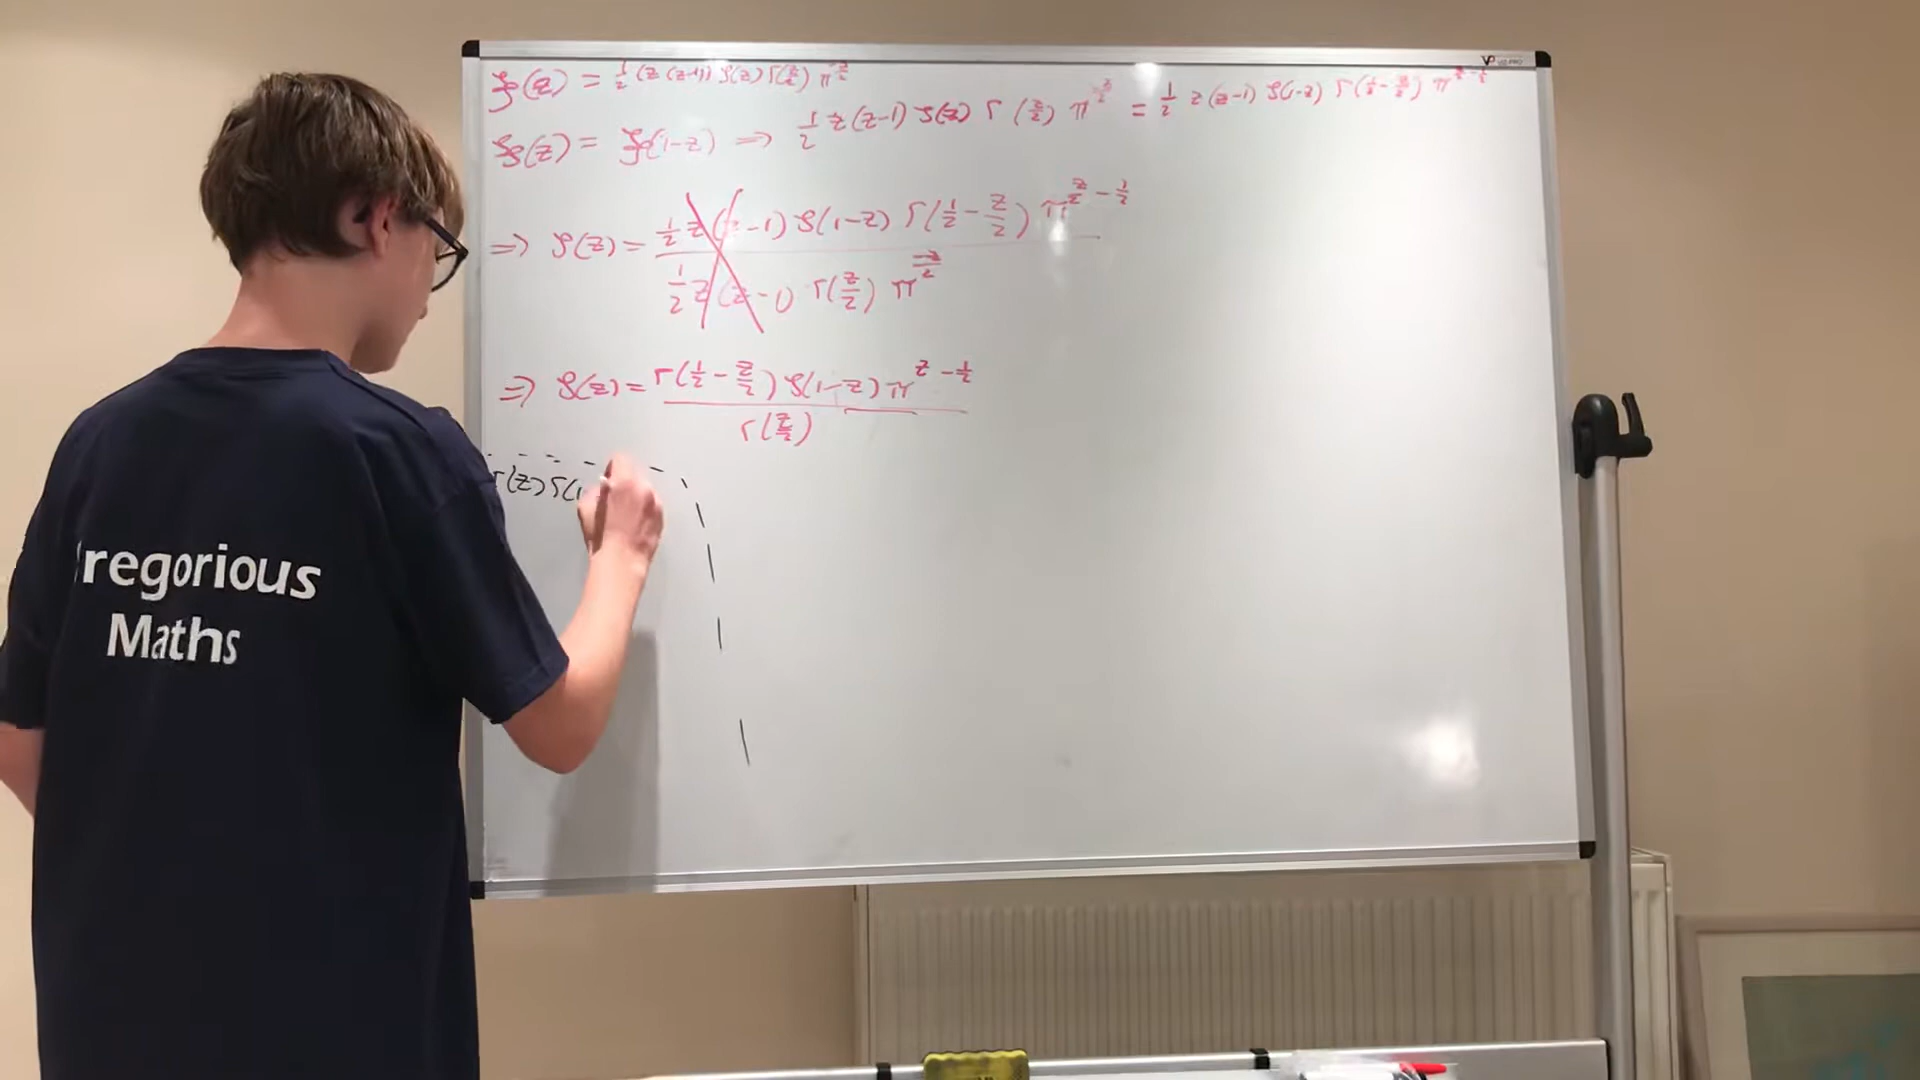 ξ(z) = 1/2 (z(z-1)) ζ(z) Γ(z/2) π^(-z/2)
ξ(z) = ξ(1-z) => 1/2 z(z-1) ζ(z) Γ(z/2) π^(-z/2) = 1/2 z(z-1) ζ(1-z) Γ(1/2 - z/2) π^(z/2 - 1/2)
=> ζ(z) = (1/2 z(z-1) ζ(1-z) Γ(1/2 - z/2) π^(z/2 - 1/2)) / (1/2 z(z-1) Γ(z/2) π^(-z/2))
=> ζ(z) = (Γ(1/2 - z/2) ζ(1-z) π^(z - 1/2)) / Γ(z/2)
Γ(z) Γ(1
regorious
Maths